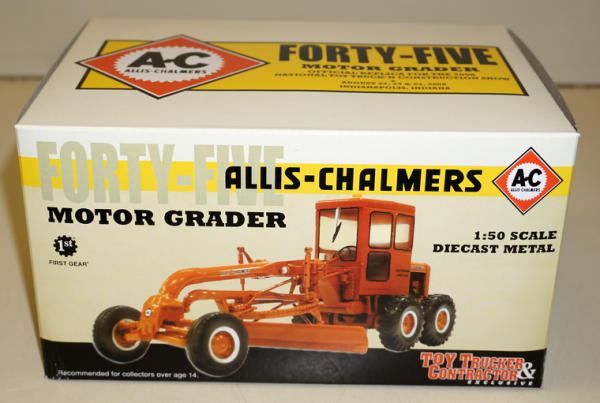 A-C
ALLIS-CHALMERS
FORTY-FIVE
MOTOR GRADER
OFFICIAL REPLICA FOR THE 2008
NATIONAL TOY TRUCK'N CONSTRUCTION SHOW
INDIANAPOLIS, INDIANA
FORTY-FIVE
ALLIS-CHALMERS
MOTOR GRADER
A-C
ALLIS-CHALMERS
1:50 SCALE
DIECAST METAL
1st
FIRST GEAR
TOY TRUCKER
& CONTRACTOR
EXCLUSIVE
Recommended for collectors over age 14.